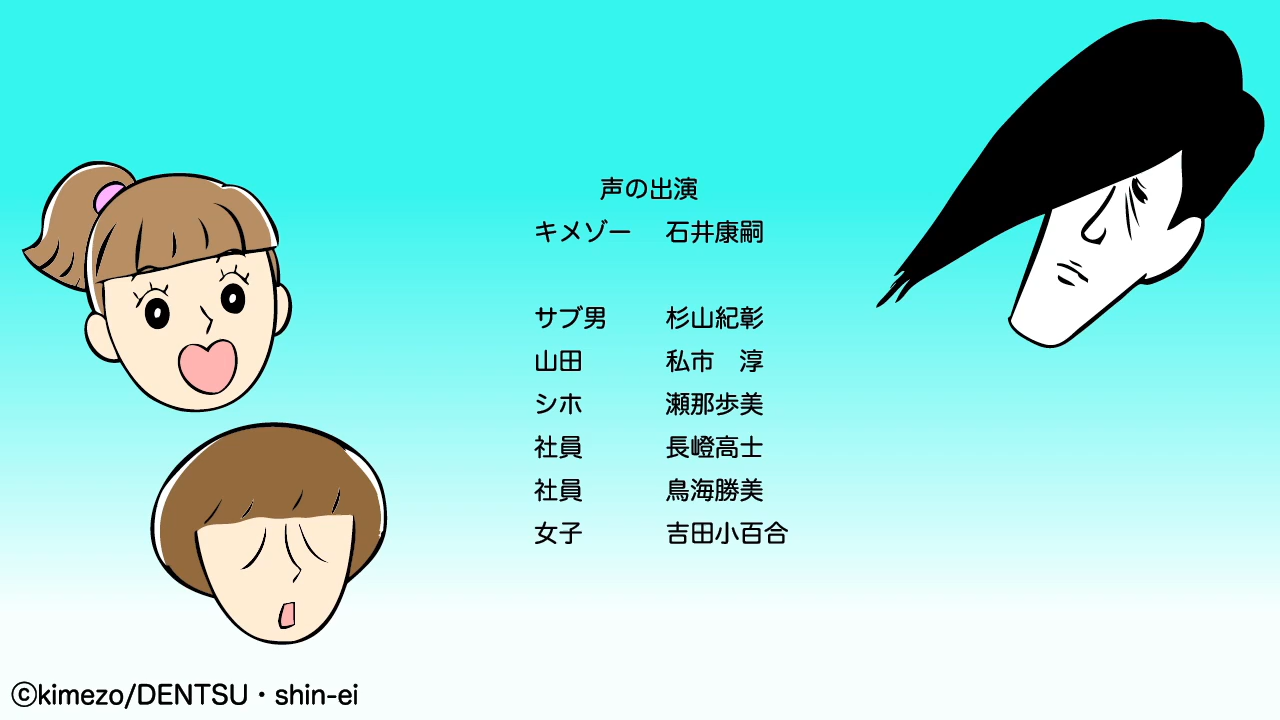 声の出演
キメゾー 石井康嗣
サブ男 杉山紀彰
山田 私市 淳
シホ 瀬那歩美
社員 長嶝高士
社員 鳥海勝美
女子 吉田小百合
©kimezo/DENTSU・shin-ei